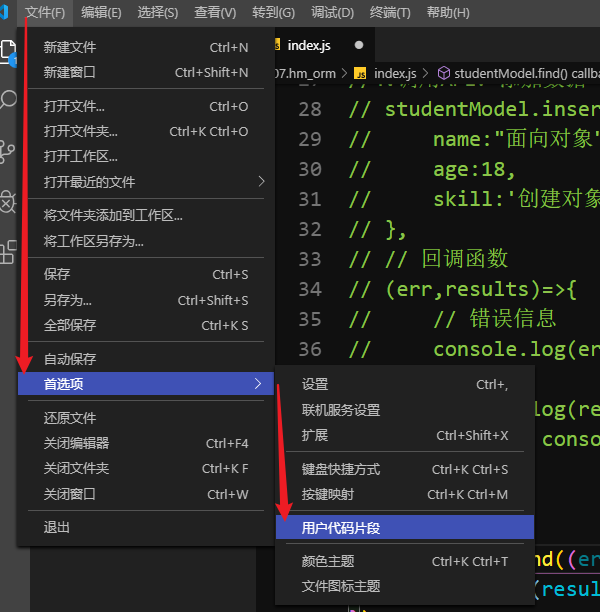 文件(F) 编辑(E) 选择(S) 查看(V) 转到(G) 调试(D) 终端(T) 帮助(H)
新建文件 Ctrl+N
新建窗口 Ctrl+Shift+N
打开文件... Ctrl+O
打开文件夹... Ctrl+K Ctrl+O
打开工作区...
打开最近的文件
将文件夹添加到工作区...
将工作区另存为...
保存 Ctrl+S
另存为... Ctrl+Shift+S
全部保存 Ctrl+K S
自动保存
首选项
还原文件
关闭编辑器 Ctrl+F4
关闭文件夹 Ctrl+K F
关闭窗口 Ctrl+W
退出
设置 Ctrl+,
联机服务设置
扩展 Ctrl+Shift+X
键盘快捷方式 Ctrl+K Ctrl+S
按键映射 Ctrl+K Ctrl+M
用户代码片段
颜色主题 Ctrl+K Ctrl+T
文件图标主题
index.js
07.hm_orm > JS index.js > studentModel.find() callba
28 // studentModel.inser
29 // name:"面向对象"
30 // age:18,
31 // skill:'创建对象
32 // },
33 // // 回调函数
34 // (err,results)=>{
35 // // 错误信息
36 // console.log(er
log(re
conso
nd((er
(resul